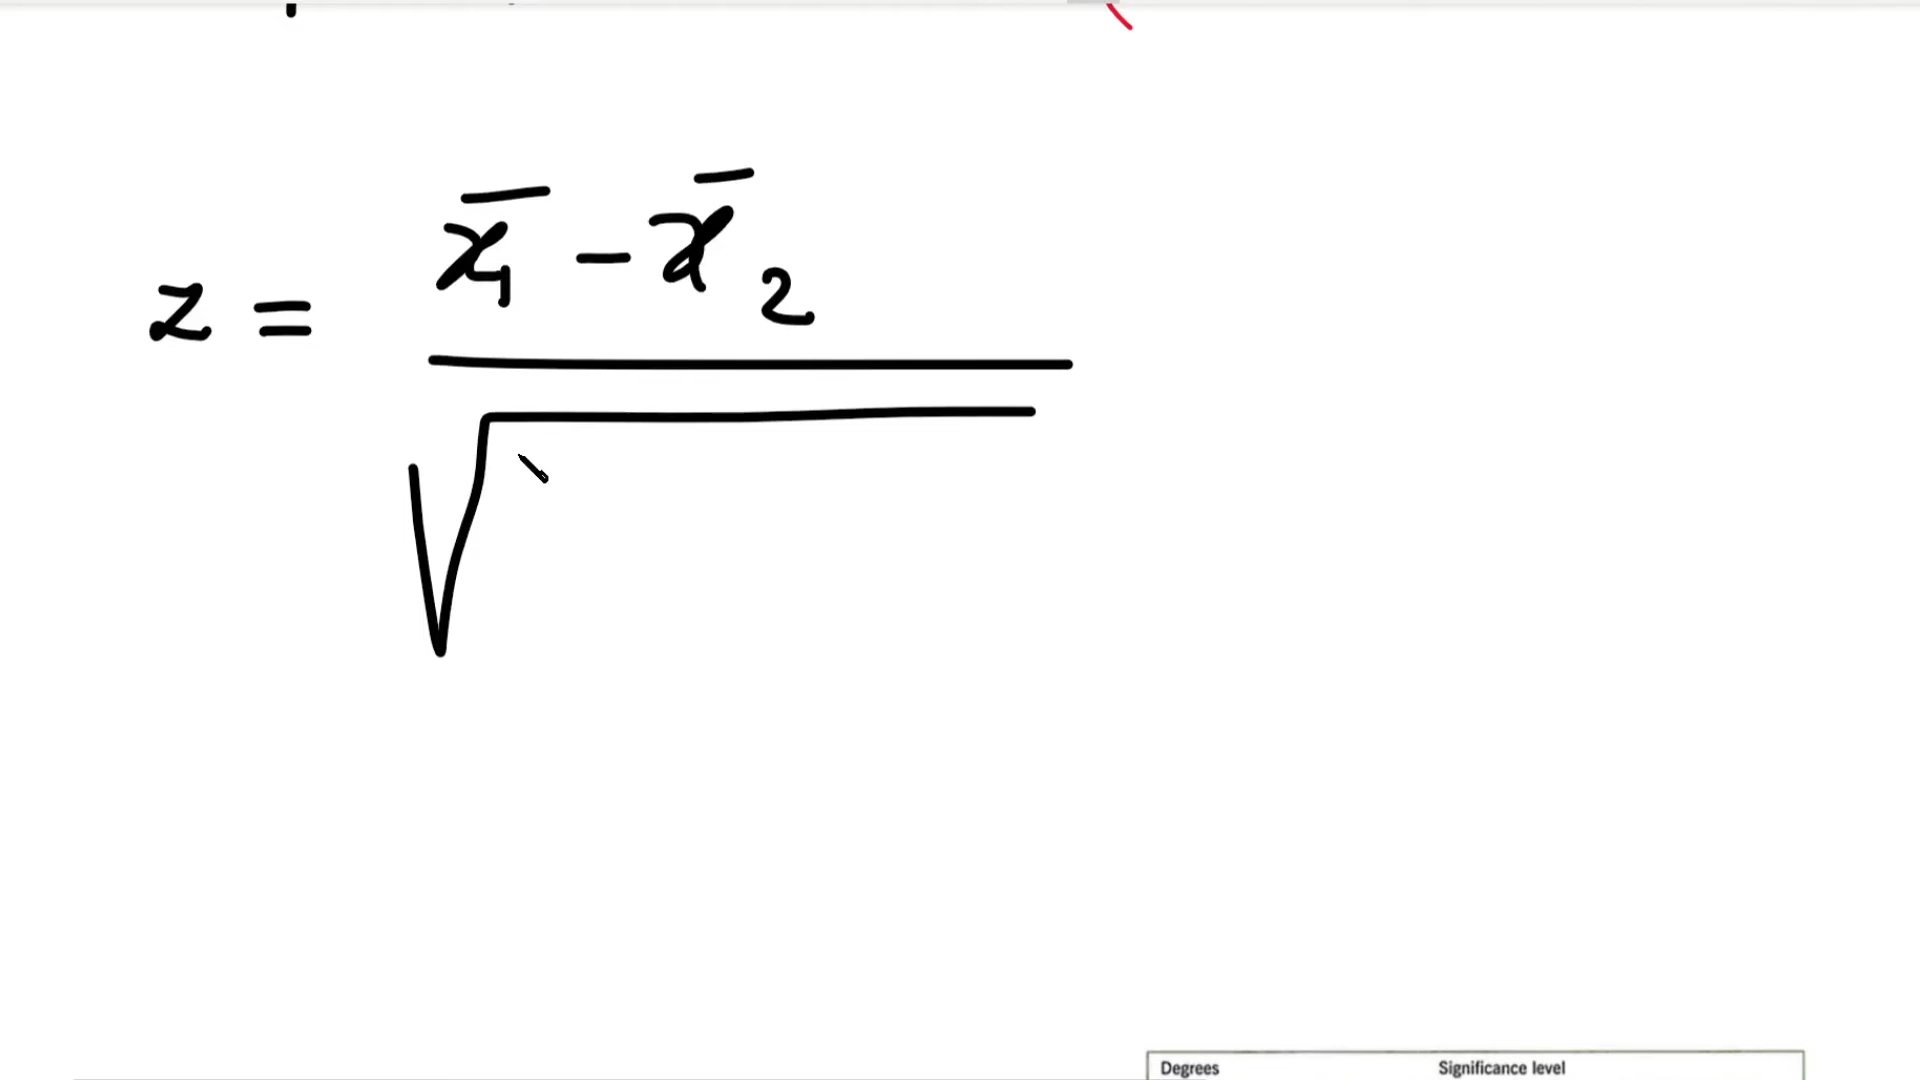 z = x̄₁ - x̄₂
√
Degrees Significance level